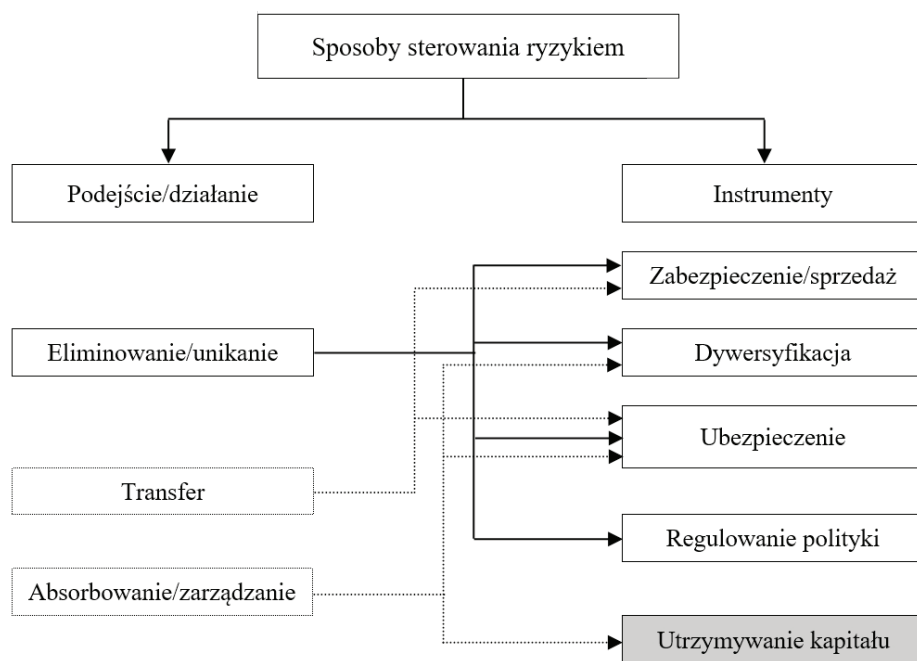 Sposoby sterowania ryzykiem
Podejście/działanie
Instrumenty
Zabezpieczenie/sprzedaż
Eliminowanie/unikanie
Dywersyfikacja
Ubezpieczenie
Transfer
Regulowanie polityki
Absorbowanie/zarządzanie
Utrzymywanie kapitału